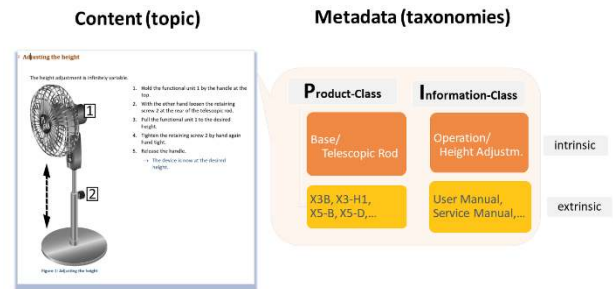 Content (topic)
Metadata (taxonomies)
Adjusting the height
The height adjustment is infinitely variable.
1. Hold the functional unit 1 by the handle at the
top.
2. With the other hand loosen the retaining
screw 2 at the rear of the telescopic rod.
3. Pull the functional unit 1 to the desired
height.
4. Tighten the retaining screw 2 by hand again
hand tight.
5. Release the handle.
→ The device is now at the desired
height.
1
2
Figure 1: Adjusting the height
Product-Class
Information-Class
Base/
Telescopic Rod
Operation/
Height Adjustm.
intrinsic
X3B, X3-H1,
X5-B, X5-D,...
User Manual,
Service Manual,...
extrinsic